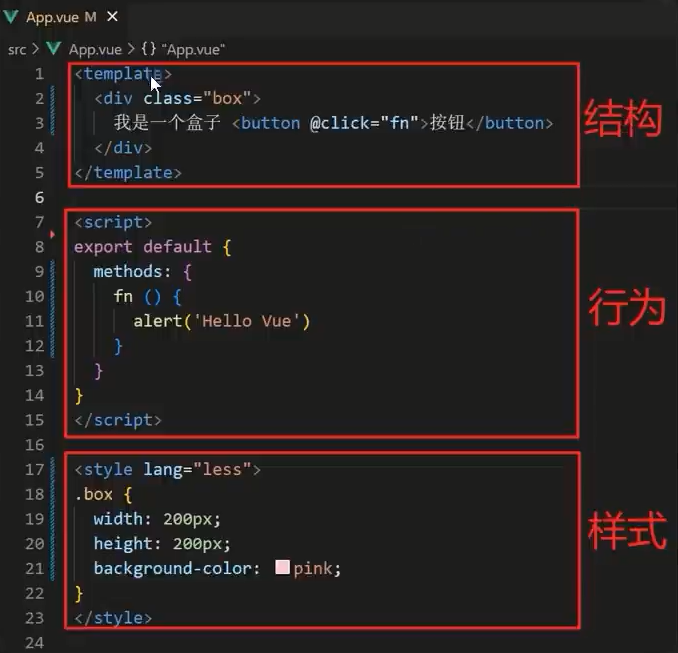 App.vue M ×
src > App.vue > {} "App.vue"
1 <template>
2 <div class="box">
3 我是一个盒子 <button @click="fn">按钮</button>
4 </div>
5 </template>
结构
6
7 <script>
8 export default {
9 methods: {
10 fn () {
11 alert('Hello Vue')
12 }
13 }
14 }
15 </script>
行为
16
17 <style lang="less">
18 .box {
19 width: 200px;
20 height: 200px;
21 background-color: pink;
22 }
23 </style>
样式
24